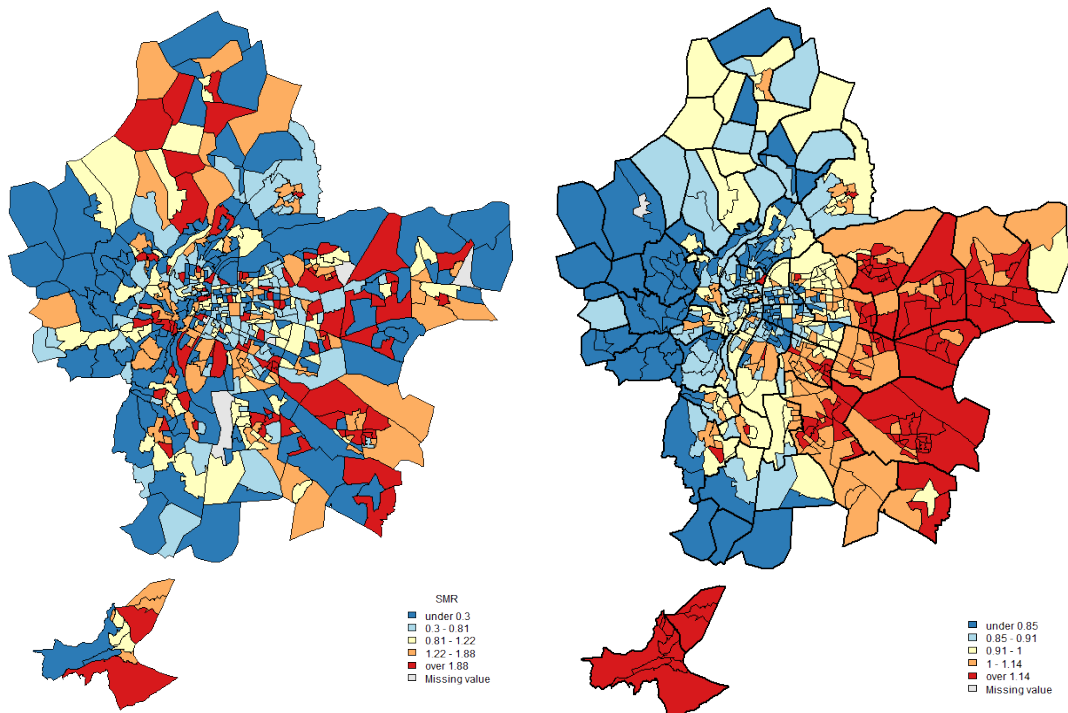 SMR
under 0.3
0.3 - 0.81
0.81 - 1.22
1.22 - 1.88
over 1.88
Missing value
under 0.85
0.85 - 0.91
0.91 - 1
1 - 1.14
over 1.14
Missing value